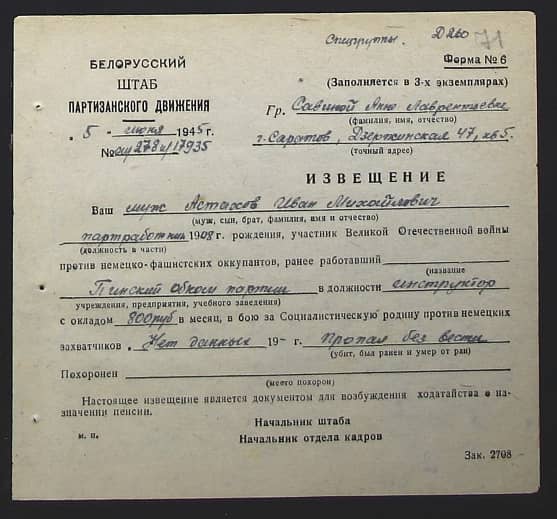 Спецгруппы. Д260 71
Форма № 6
БЕЛОРУССКИЙ
ШТАБ
ПАРТИЗАНСКОГО ДВИЖЕНИЯ
(Заполняется в 3-х экземплярах)
Гр. Савиной Анне Лаврентьевне
(фамилия, имя, отчество)
"5" июня 1945 г.
г. Саратов, Дзержинская 47, кв 5.
(точный адрес)
№ 278 17935
ИЗВЕЩЕНИЕ
Ваш муж Астахов Иван Михайлович
(муж, сын, брат, фамилия, имя и отчество)
партработник 1908 г. рождения, участник Великой Отечественной войны
(должность в части)
против немецко-фашистских оккупантов, ранее работавший
(название
Пинский Обком партии в должности инструктор
учреждения, предприятия, учебного заведения)
с окладом 800 руб в месяц, в бою за Социалистическую родину против немецких
захватчиков. Нет данных 19- г. Пропал без вести
(убит, был ранен и умер от ран)
Похоронен
(место похорон)
Настоящее извещение является документом для возбуждения ходатайства о на-
значении пенсии.
Начальник штаба
м. п. Начальник отдела кадров
Зак. 2708